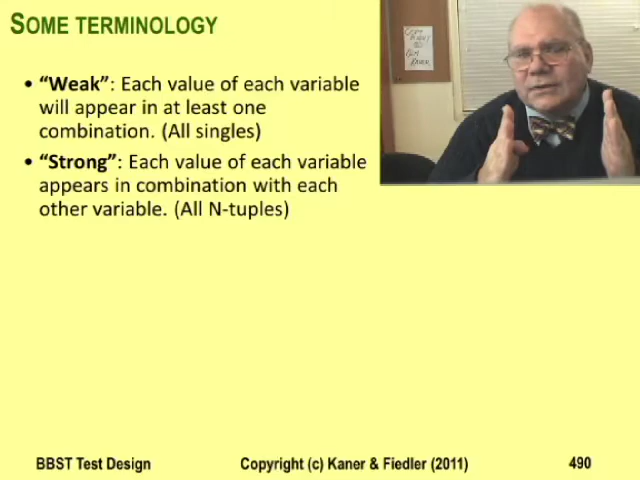 SOME TERMINOLOGY
• “Weak”: Each value of each variable
will appear in at least one
combination. (All singles)
• “Strong”: Each value of each variable
appears in combination with each
other variable. (All N-tuples)
BBST Test Design Copyright (c) Kaner & Fiedler (2011) 490